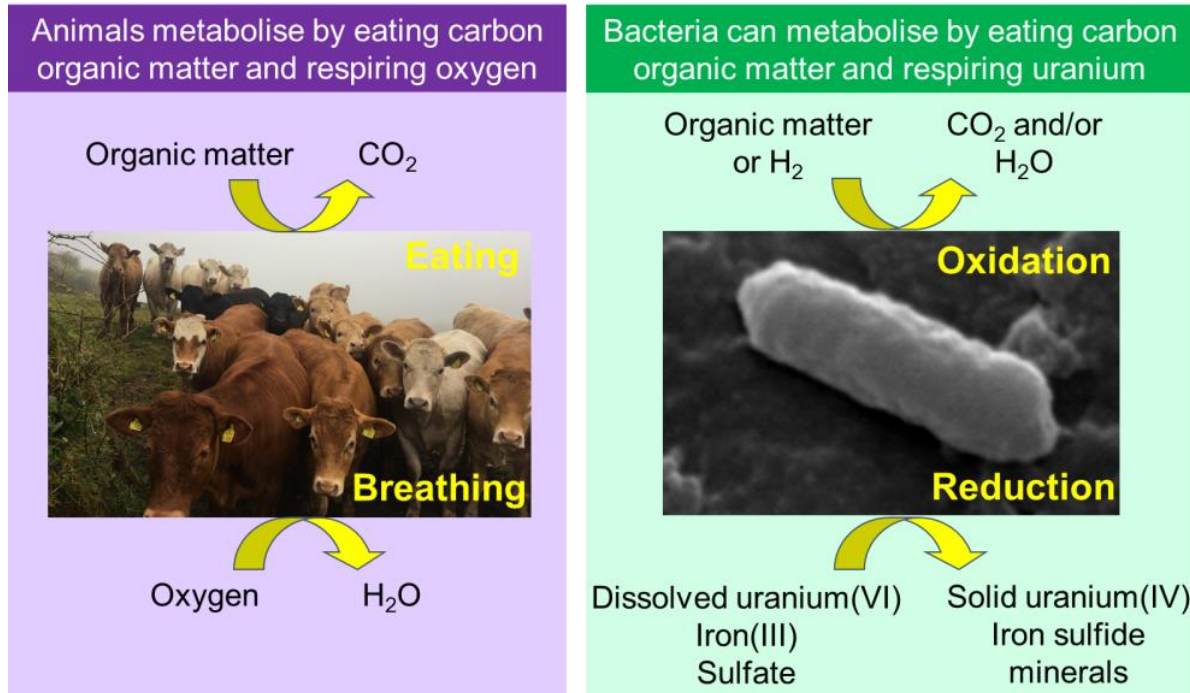 Animals metabolise by eating carbon
organic matter and respiring oxygen
Organic matter
CO₂
Eating
Breathing
Oxygen
H₂O
Bacteria can metabolise by eating carbon
organic matter and respiring uranium
Organic matter
or H₂
CO₂ and/or
H₂O
Oxidation
Reduction
Dissolved uranium(VI)
Iron(III)
Sulfate
Solid uranium(IV)
Iron sulfide
minerals